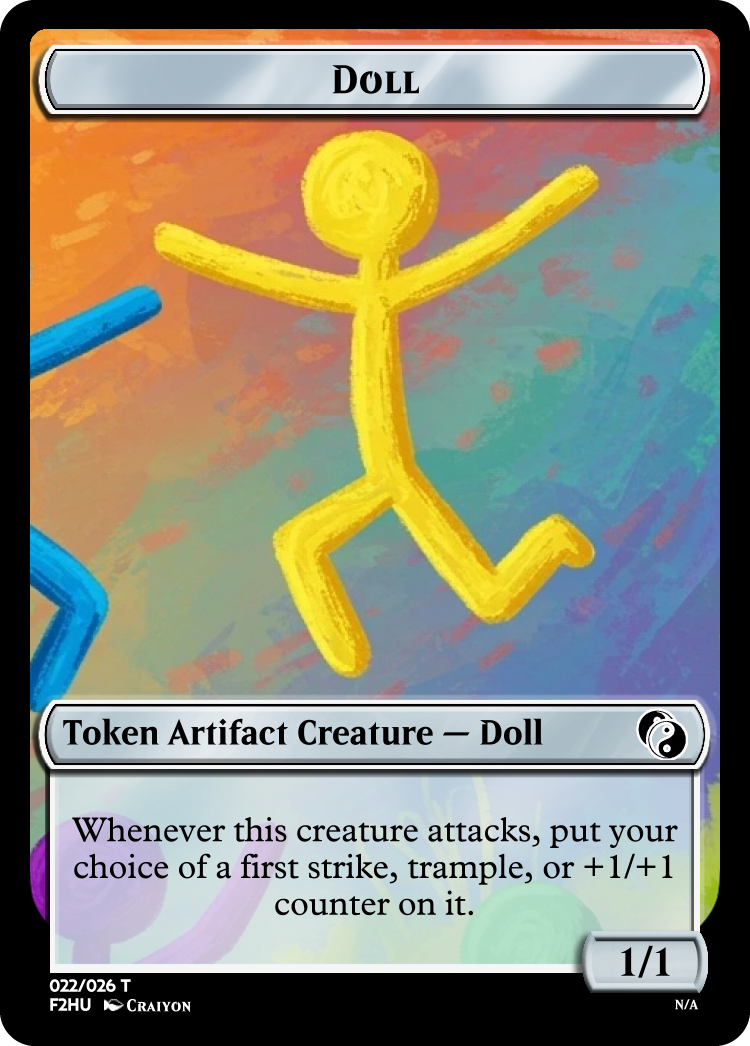 Doll
Token Artifact Creature — Doll
Whenever this creature attacks, put your
choice of a first strike, trample, or +1/+1
counter on it.
1/1
022/026 T
F2HU Craiyon
N/A